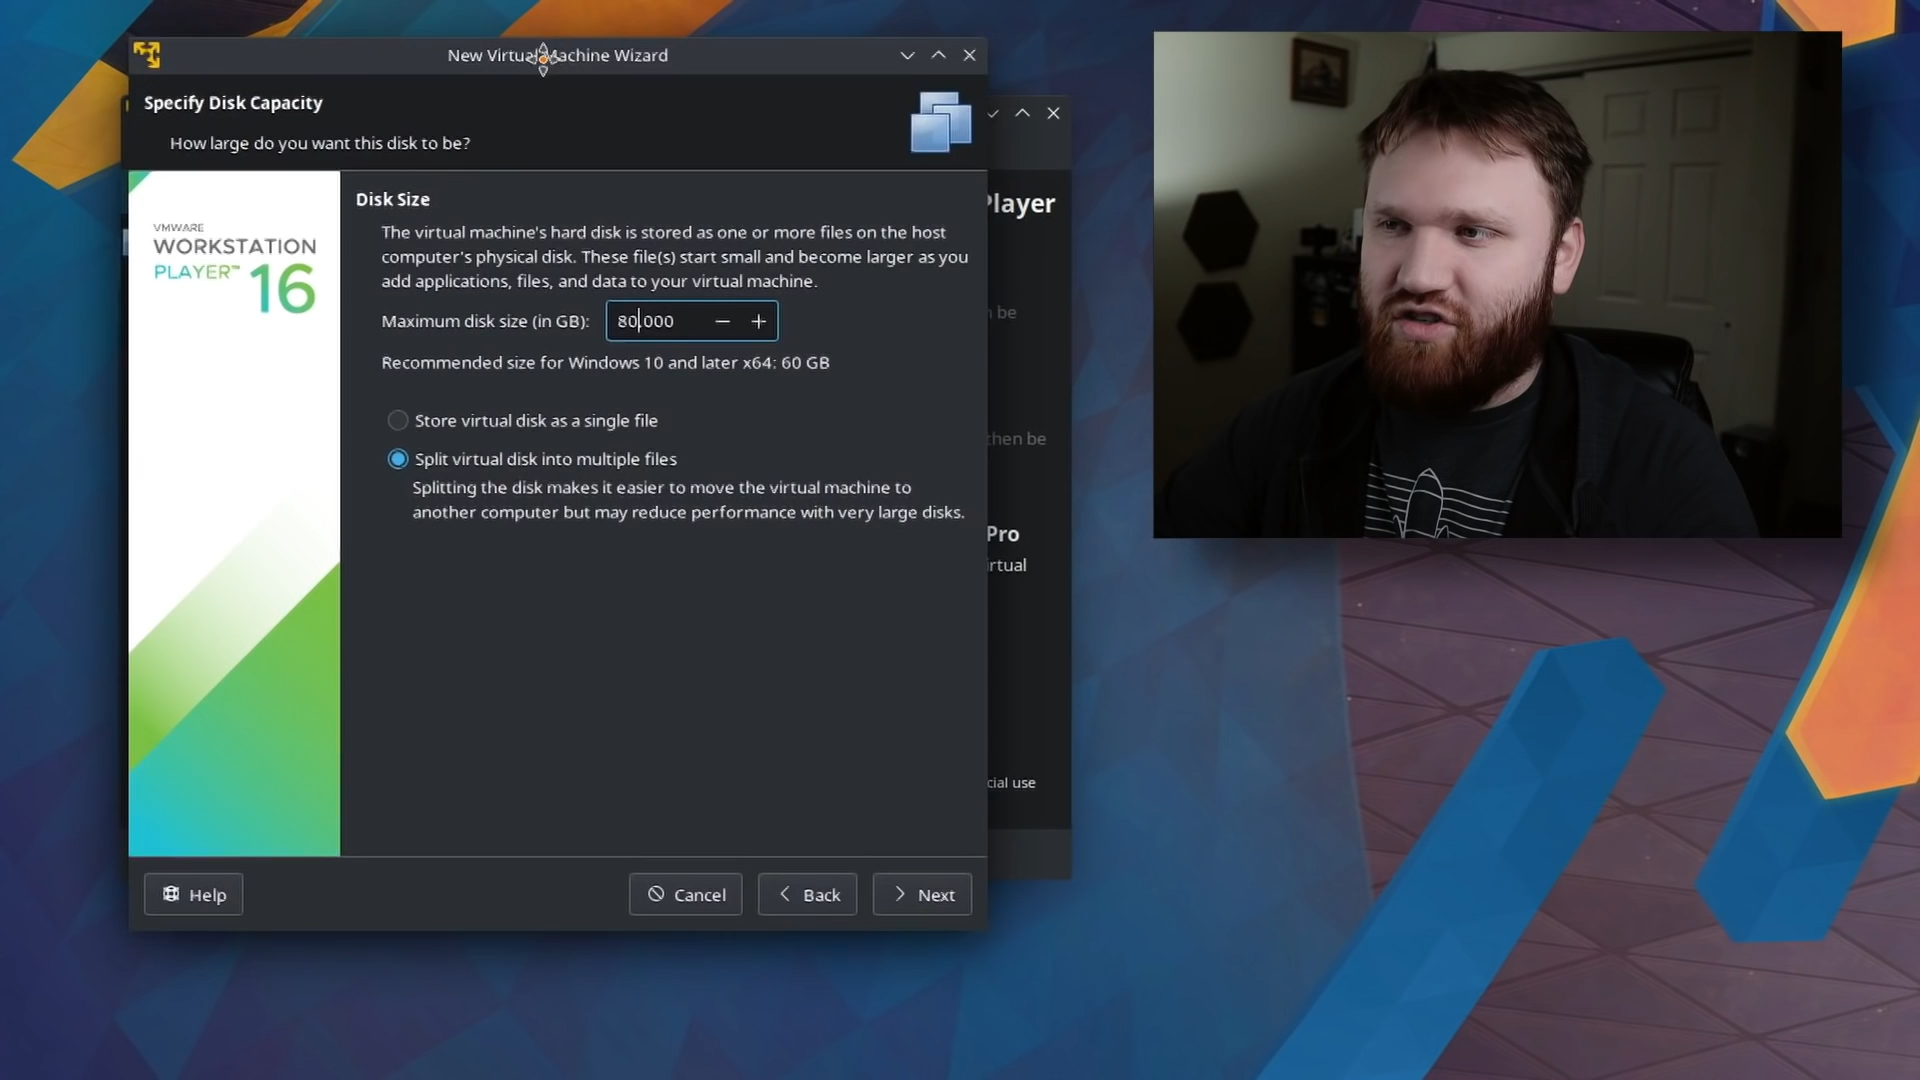 New Virtual Machine Wizard
Specify Disk Capacity
How large do you want this disk to be?
VMWARE
WORKSTATION
PLAYER™ 16
Disk Size
The virtual machine's hard disk is stored as one or more files on the host
computer's physical disk. These file(s) start small and become larger as you
add applications, files, and data to your virtual machine.
Maximum disk size (in GB): 80.000
Recommended size for Windows 10 and later x64: 60 GB
Store virtual disk as a single file
Split virtual disk into multiple files
Splitting the disk makes it easier to move the virtual machine to
another computer but may reduce performance with very large disks.
Help
Cancel
Back
Next
Player
be
then be
Pro
irtual
cial use